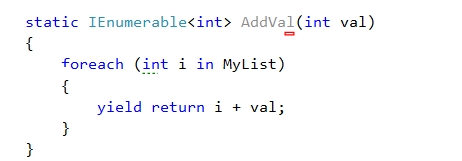 static IEnumerable<int> AddVal(int val)
{
    foreach (int i in MyList)
    {
        yield return i + val;
    }
}